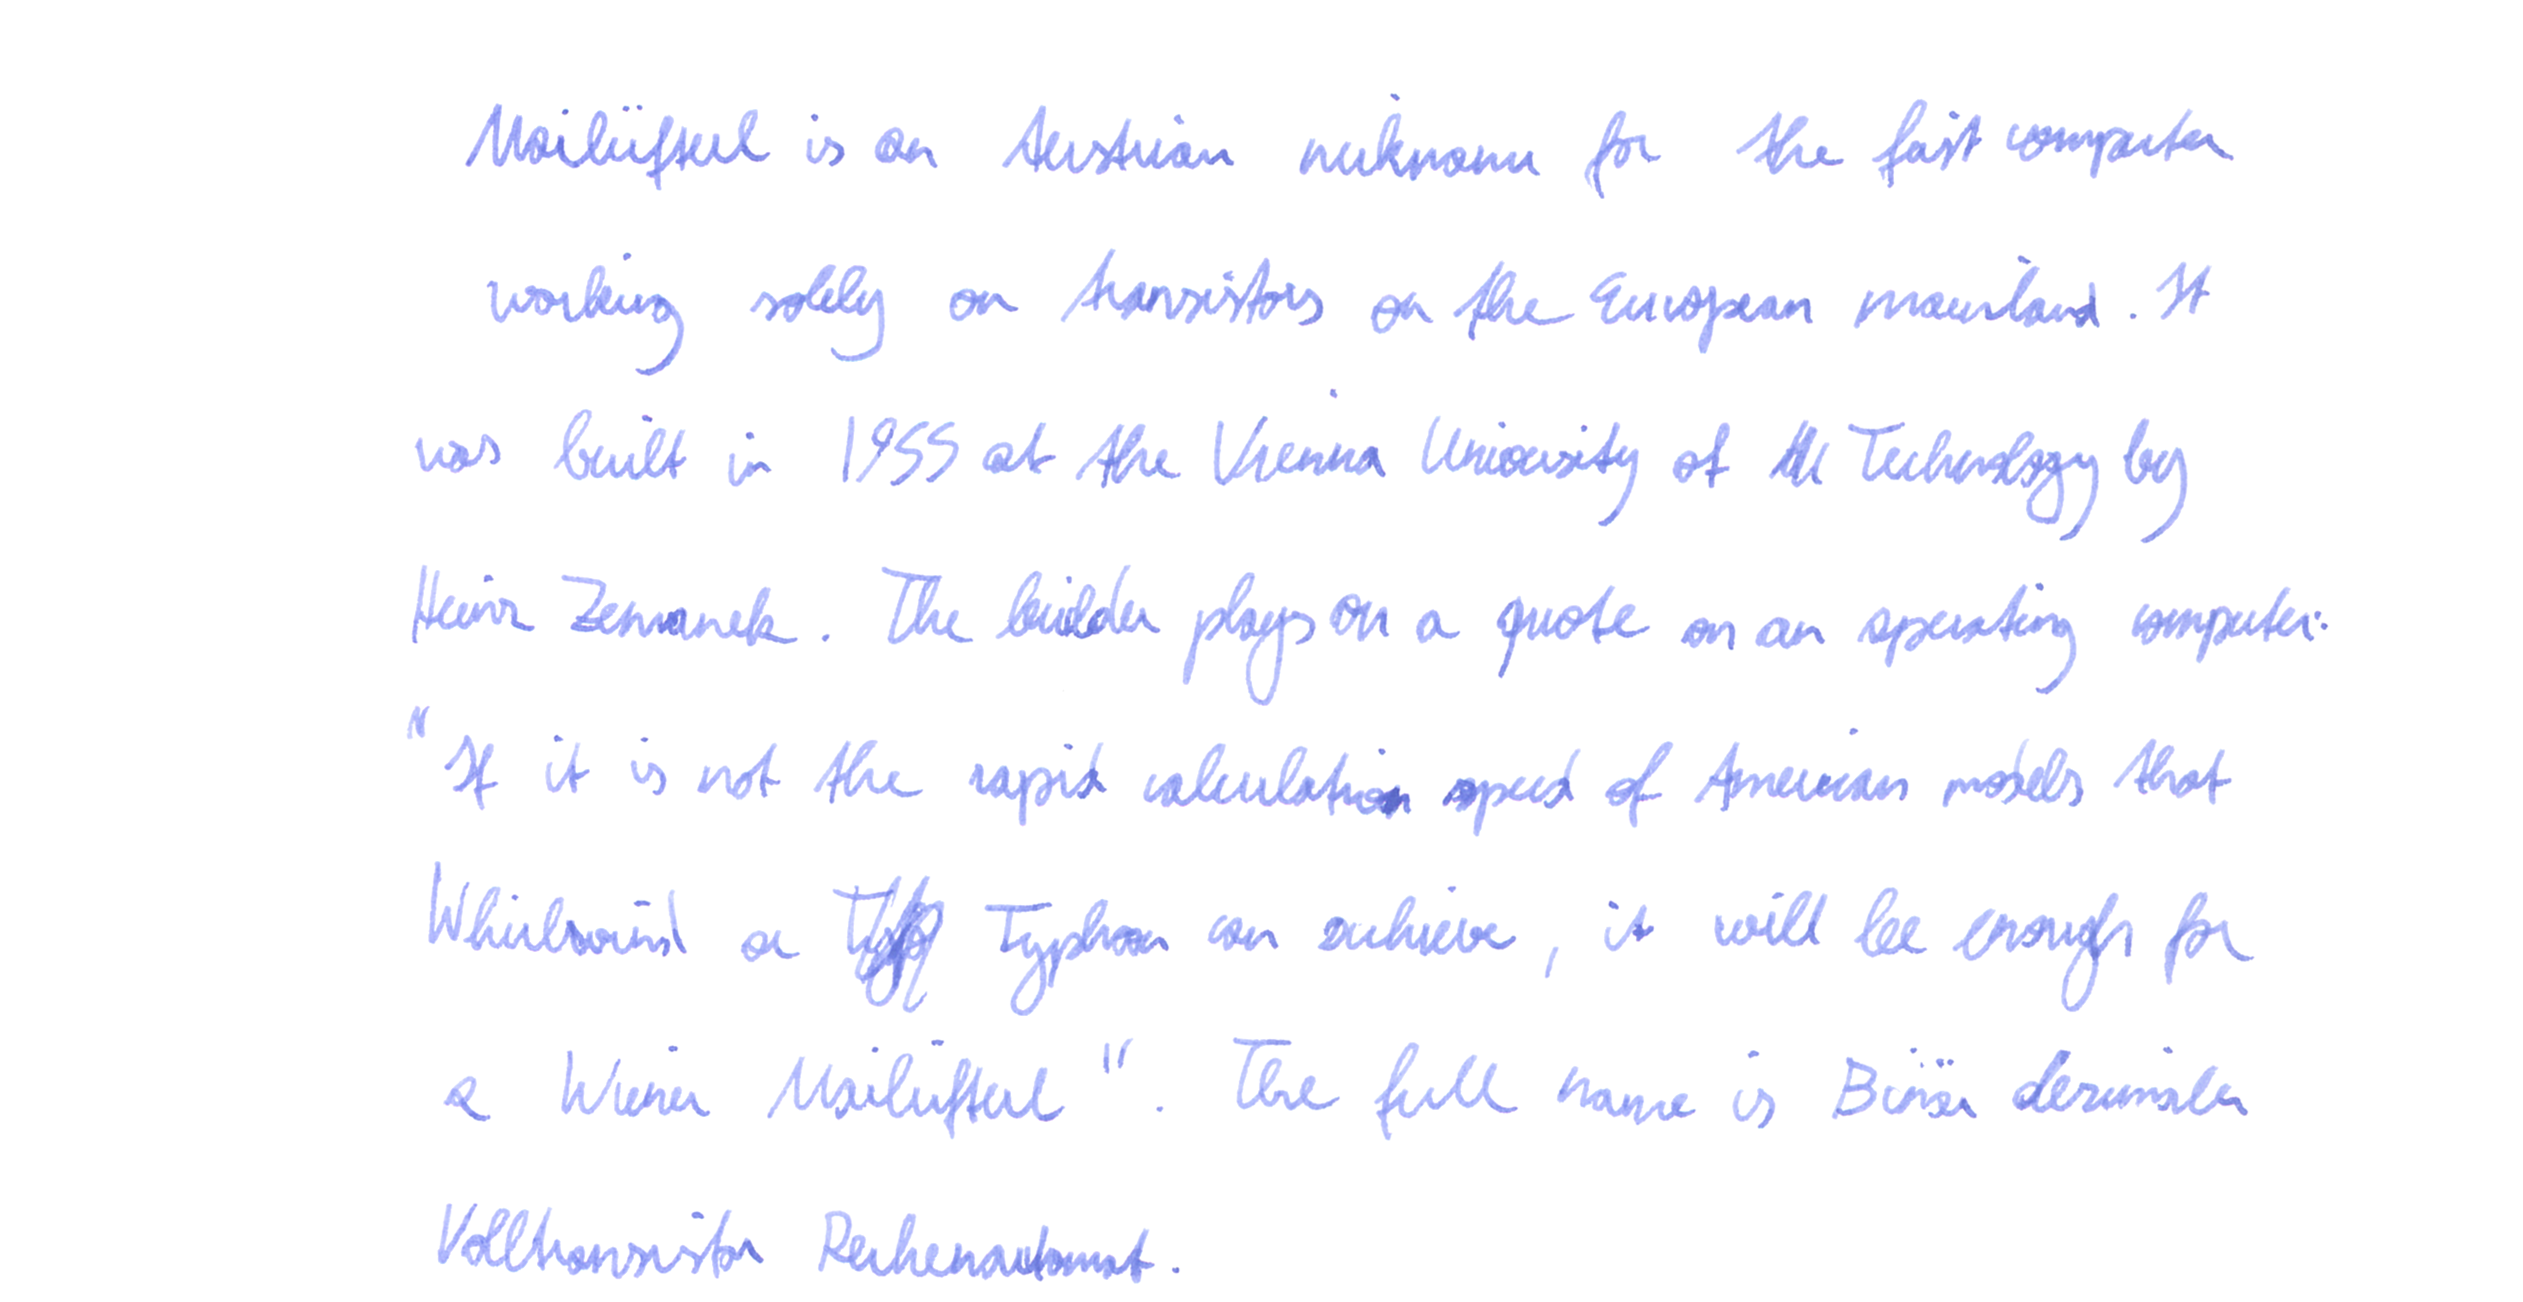 Mailüfterl is an Austrian nickname for the first computer
working solely on transistors on the European mainland. It
was built in 1955 at the Vienna University of Technology by
Heinz Zemanek. The builder plays on a quote on an operating computer:
"If it is not the rapid calculation speed of American models that
Whirlwind or Typhoon can achieve, it will be enough for
a Wiener Mailüfterl". The full name is Binär dezimaler
Volltransistor Rechenautomat.